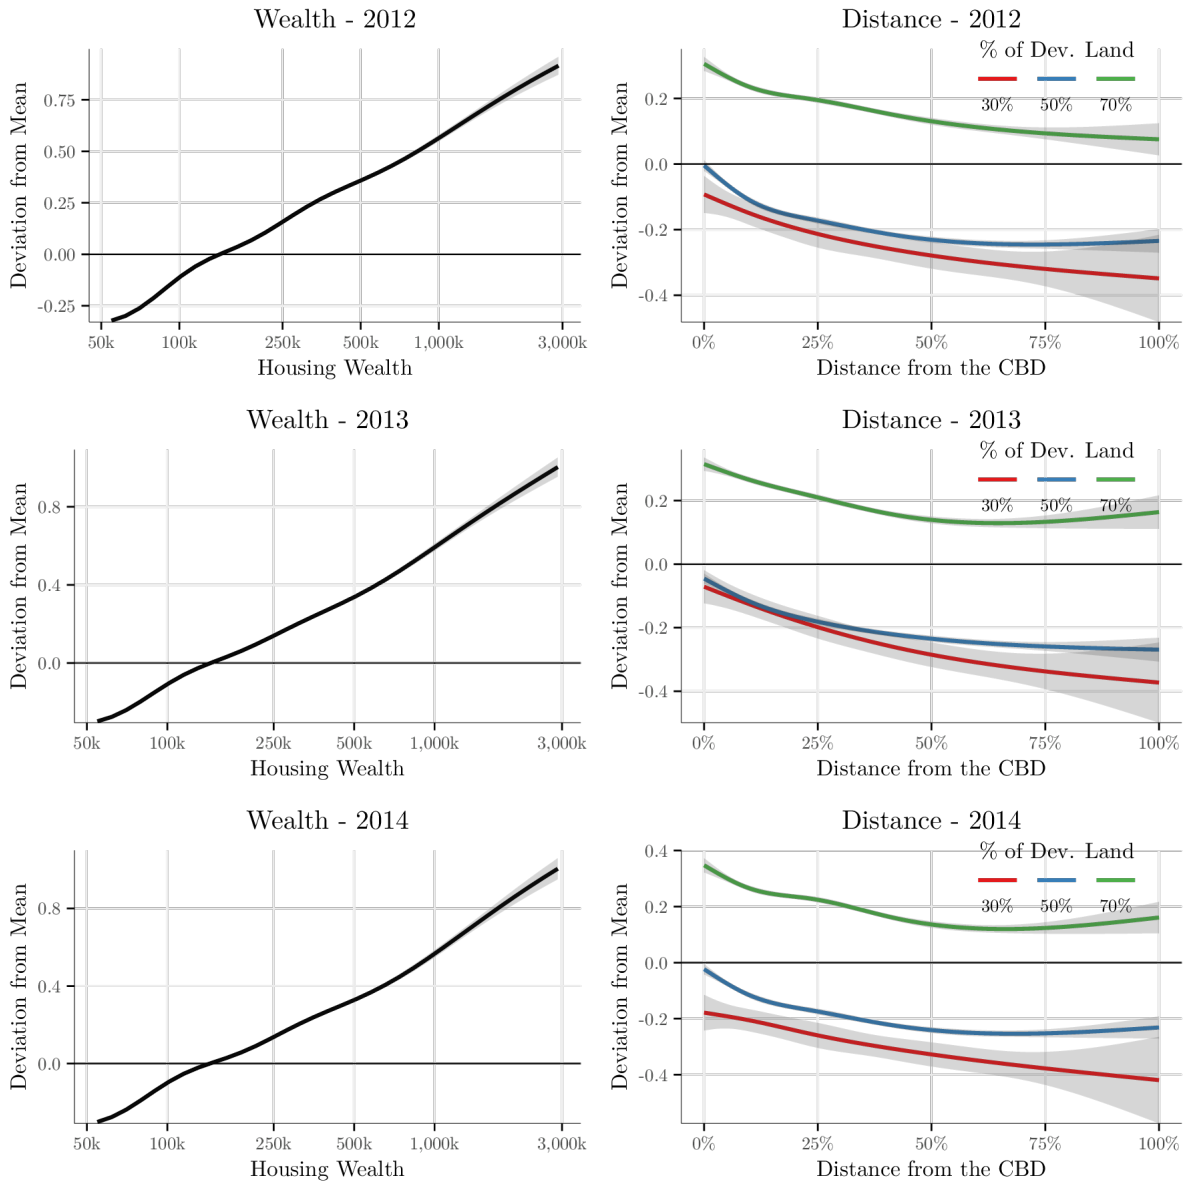 Wealth - 2012
Deviation from Mean
0.75
0.50
0.25
0.00
-0.25
50k 100k 250k 500k 1,000k 3,000k
Housing Wealth
Distance - 2012
% of Dev. Land
30% 50% 70%
Deviation from Mean
0.2
0.0
-0.2
-0.4
0% 25% 50% 75% 100%
Distance from the CBD
Wealth - 2013
Deviation from Mean
0.8
0.4
0.0
50k 100k 250k 500k 1,000k 3,000k
Housing Wealth
Distance - 2013
% of Dev. Land
30% 50% 70%
Deviation from Mean
0.2
0.0
-0.2
-0.4
0% 25% 50% 75% 100%
Distance from the CBD
Wealth - 2014
Deviation from Mean
0.8
0.4
0.0
50k 100k 250k 500k 1,000k 3,000k
Housing Wealth
Distance - 2014
% of Dev. Land
30% 50% 70%
Deviation from Mean
0.4
0.2
0.0
-0.2
-0.4
0% 25% 50% 75% 100%
Distance from the CBD